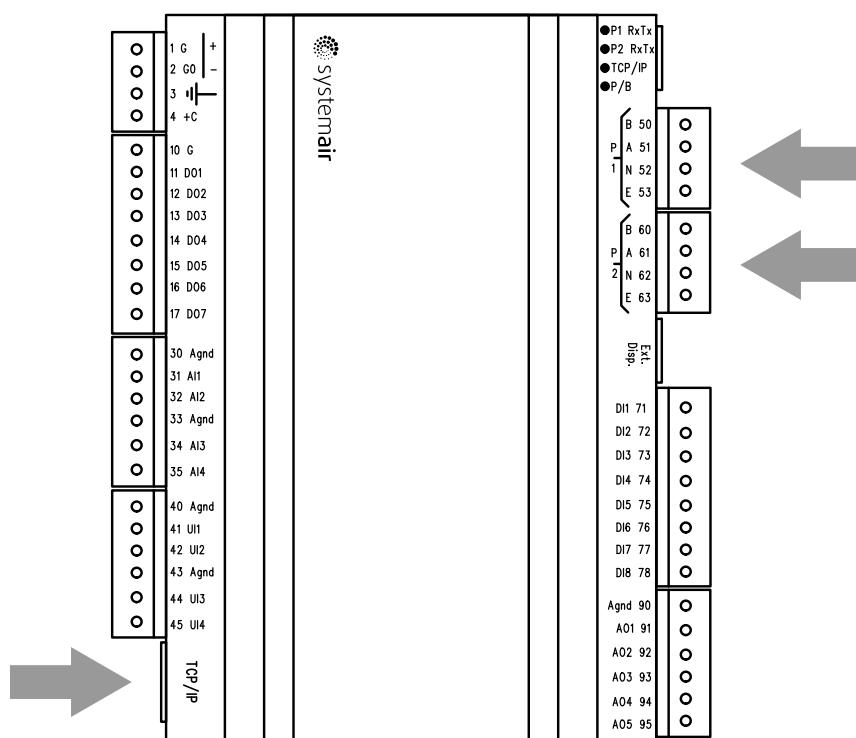 1 G +
2 G0 −
3
4 +C
10 G
11 DO1
12 DO2
13 DO3
14 DO4
15 DO5
16 DO6
17 DO7
30 Agnd
31 AI1
32 AI2
33 Agnd
34 AI3
35 AI4
40 Agnd
41 UI1
42 UI2
43 Agnd
44 UI3
45 UI4
TCP/IP
systemair
P1 RxTx
P2 RxTx
TCP/IP
P/B
P 1
B 50
A 51
N 52
E 53
P 2
B 60
A 61
N 62
E 63
Ext.
Disp.
DI1 71
DI2 72
DI3 73
DI4 74
DI5 75
DI6 76
DI7 77
DI8 78
Agnd 90
AO1 91
AO2 92
AO3 93
AO4 94
AO5 95